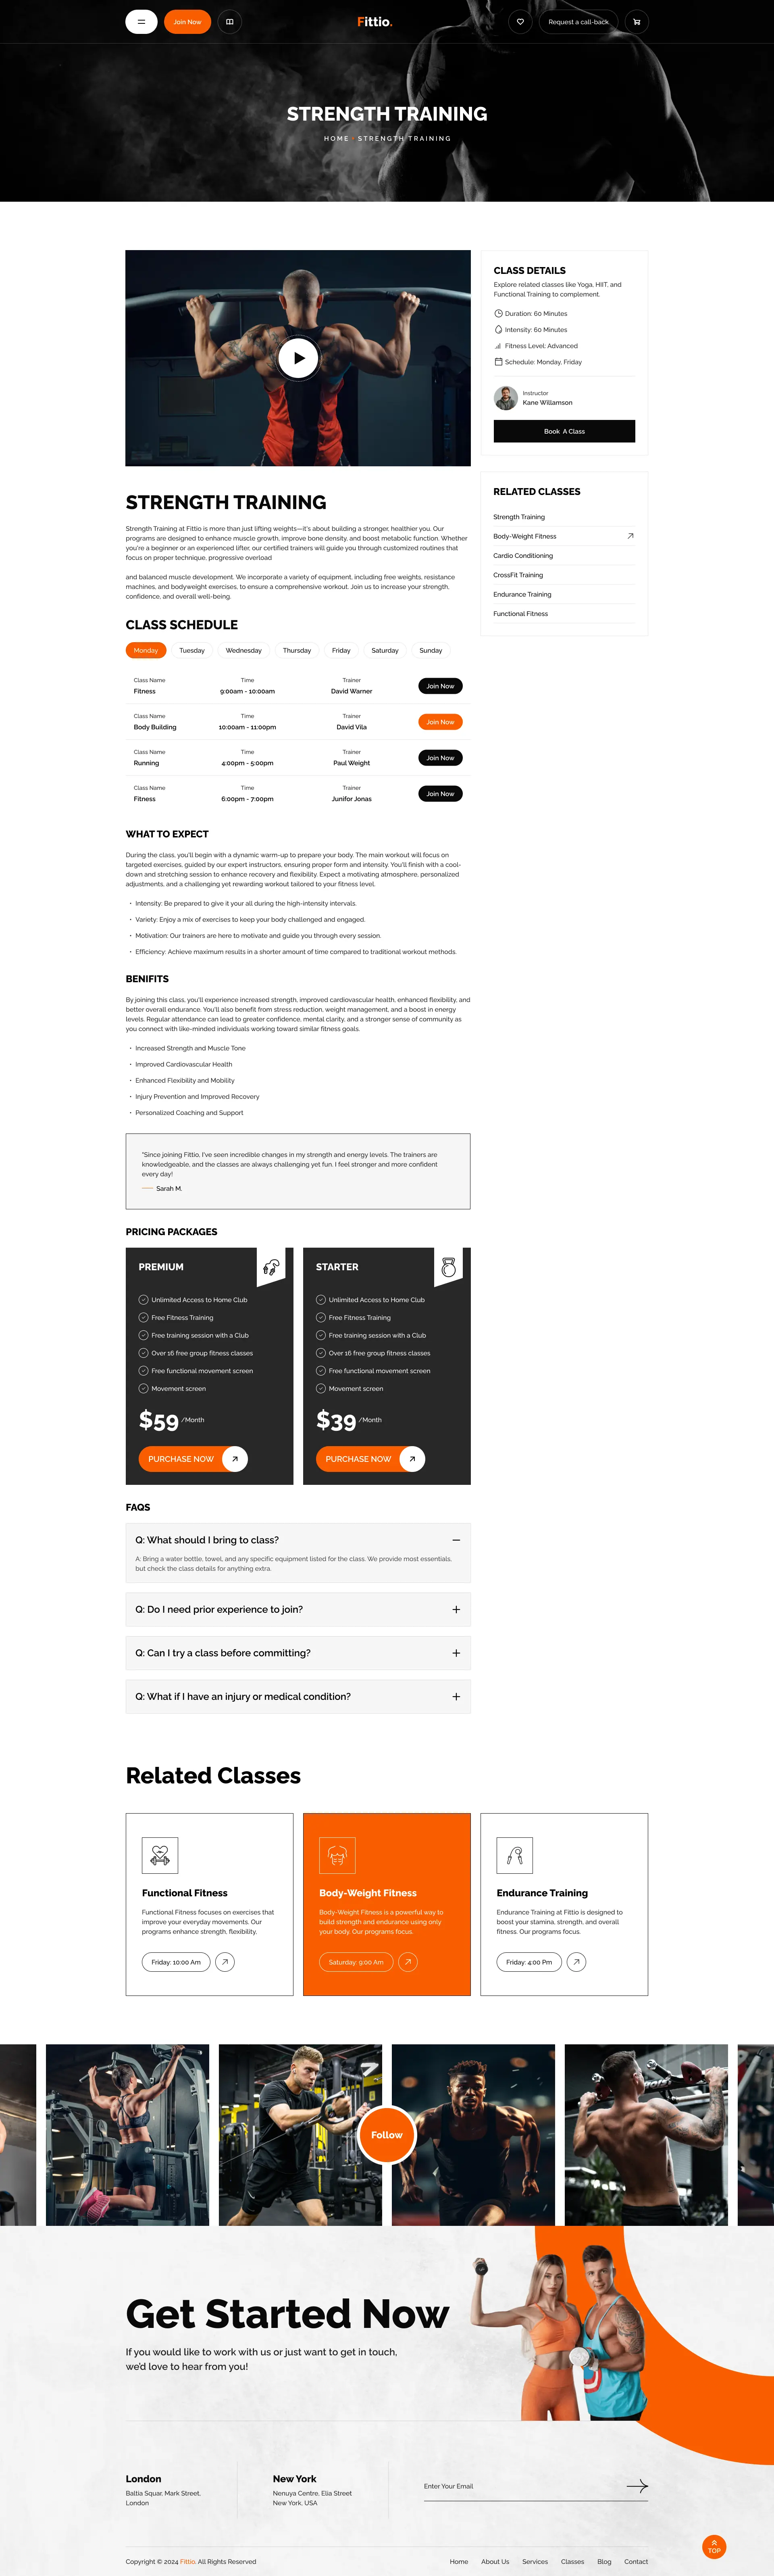 Join Now
Fittio.
Request a call-back
STRENGTH TRAINING
HOME STRENGTH TRAINING
CLASS DETAILS
Explore related classes like Yoga, HIIT, and
Functional Training to complement.
Duration: 60 Minutes
Intensity: 60 Minutes
Fitness Level: Advanced
Schedule: Monday, Friday
Instructor
Kane Willamson
Book A Class
RELATED CLASSES
Strength Training
Body-Weight Fitness
Cardio Conditioning
CrossFit Training
Endurance Training
Functional Fitness
STRENGTH TRAINING
Strength Training at Fittio is more than just lifting weights—it's about building a stronger, healthier you. Our
programs are designed to enhance muscle growth, improve bone density, and boost metabolic function. Whether
you're a beginner or an experienced lifter, our certified trainers will guide you through customized routines that
focus on proper technique, progressive overload
and balanced muscle development. We incorporate a variety of equipment, including free weights, resistance
machines, and bodyweight exercises, to ensure a comprehensive workout. Join us to increase your strength,
confidence, and overall well-being.
CLASS SCHEDULE
Monday Tuesday Wednesday Thursday Friday Saturday Sunday
Class Name Time Trainer
Fitness 9:00am - 10:00am David Warner Join Now
Class Name Time Trainer
Body Building 10:00am - 11:00pm David Vila Join Now
Class Name Time Trainer
Running 4:00pm - 5:00pm Paul Weight Join Now
Class Name Time Trainer
Fitness 6:00pm - 7:00pm Junifor Jonas Join Now
WHAT TO EXPECT
During the class, you'll begin with a dynamic warm-up to prepare your body. The main workout will focus on
targeted exercises, guided by our expert instructors, ensuring proper form and intensity. You'll finish with a cool-
down and stretching session to enhance recovery and flexibility. Expect a motivating atmosphere, personalized
adjustments, and a challenging yet rewarding workout tailored to your fitness level.
• Intensity: Be prepared to give it your all during the high-intensity intervals.
• Variety: Enjoy a mix of exercises to keep your body challenged and engaged.
• Motivation: Our trainers are here to motivate and guide you through every session.
• Efficiency: Achieve maximum results in a shorter amount of time compared to traditional workout methods.
BENIFITS
By joining this class, you'll experience increased strength, improved cardiovascular health, enhanced flexibility, and
better overall endurance. You'll also benefit from stress reduction, weight management, and a boost in energy
levels. Regular attendance can lead to greater confidence, mental clarity, and a stronger sense of community as
you connect with like-minded individuals working toward similar fitness goals.
• Increased Strength and Muscle Tone
• Improved Cardiovascular Health
• Enhanced Flexibility and Mobility
• Injury Prevention and Improved Recovery
• Personalized Coaching and Support
"Since joining Fittio, I've seen incredible changes in my strength and energy levels. The trainers are
knowledgeable, and the classes are always challenging yet fun. I feel stronger and more confident
every day!
Sarah M.
PRICING PACKAGES
PREMIUM
Unlimited Access to Home Club
Free Fitness Training
Free training session with a Club
Over 16 free group fitness classes
Free functional movement screen
Movement screen
$59 /Month
PURCHASE NOW
STARTER
Unlimited Access to Home Club
Free Fitness Training
Free training session with a Club
Over 16 free group fitness classes
Free functional movement screen
Movement screen
$39 /Month
PURCHASE NOW
FAQS
Q: What should I bring to class?
A: Bring a water bottle, towel, and any specific equipment listed for the class. We provide most essentials,
but check the class details for anything extra.
Q: Do I need prior experience to join?
Q: Can I try a class before committing?
Q: What if I have an injury or medical condition?
Related Classes
Functional Fitness
Functional Fitness focuses on exercises that
improve your everyday movements. Our
programs enhance strength, flexibility.
Friday: 10:00 Am
Body-Weight Fitness
Body-Weight Fitness is a powerful way to
build strength and endurance using only
your body. Our programs focus.
Saturday: 9:00 Am
Endurance Training
Endurance Training at Fittio is designed to
boost your stamina, strength, and overall
fitness. Our programs focus.
Friday: 4:00 Pm
Follow
Get Started Now
If you would like to work with us or just want to get in touch,
we'd love to hear from you!
London
Baltia Squar, Mark Street,
London
New York
Nenuya Centre, Elia Street
New York, USA
Enter Your Email
TOP
Copyright © 2024 Fittio. All Rights Reserved
Home About Us Services Classes Blog Contact